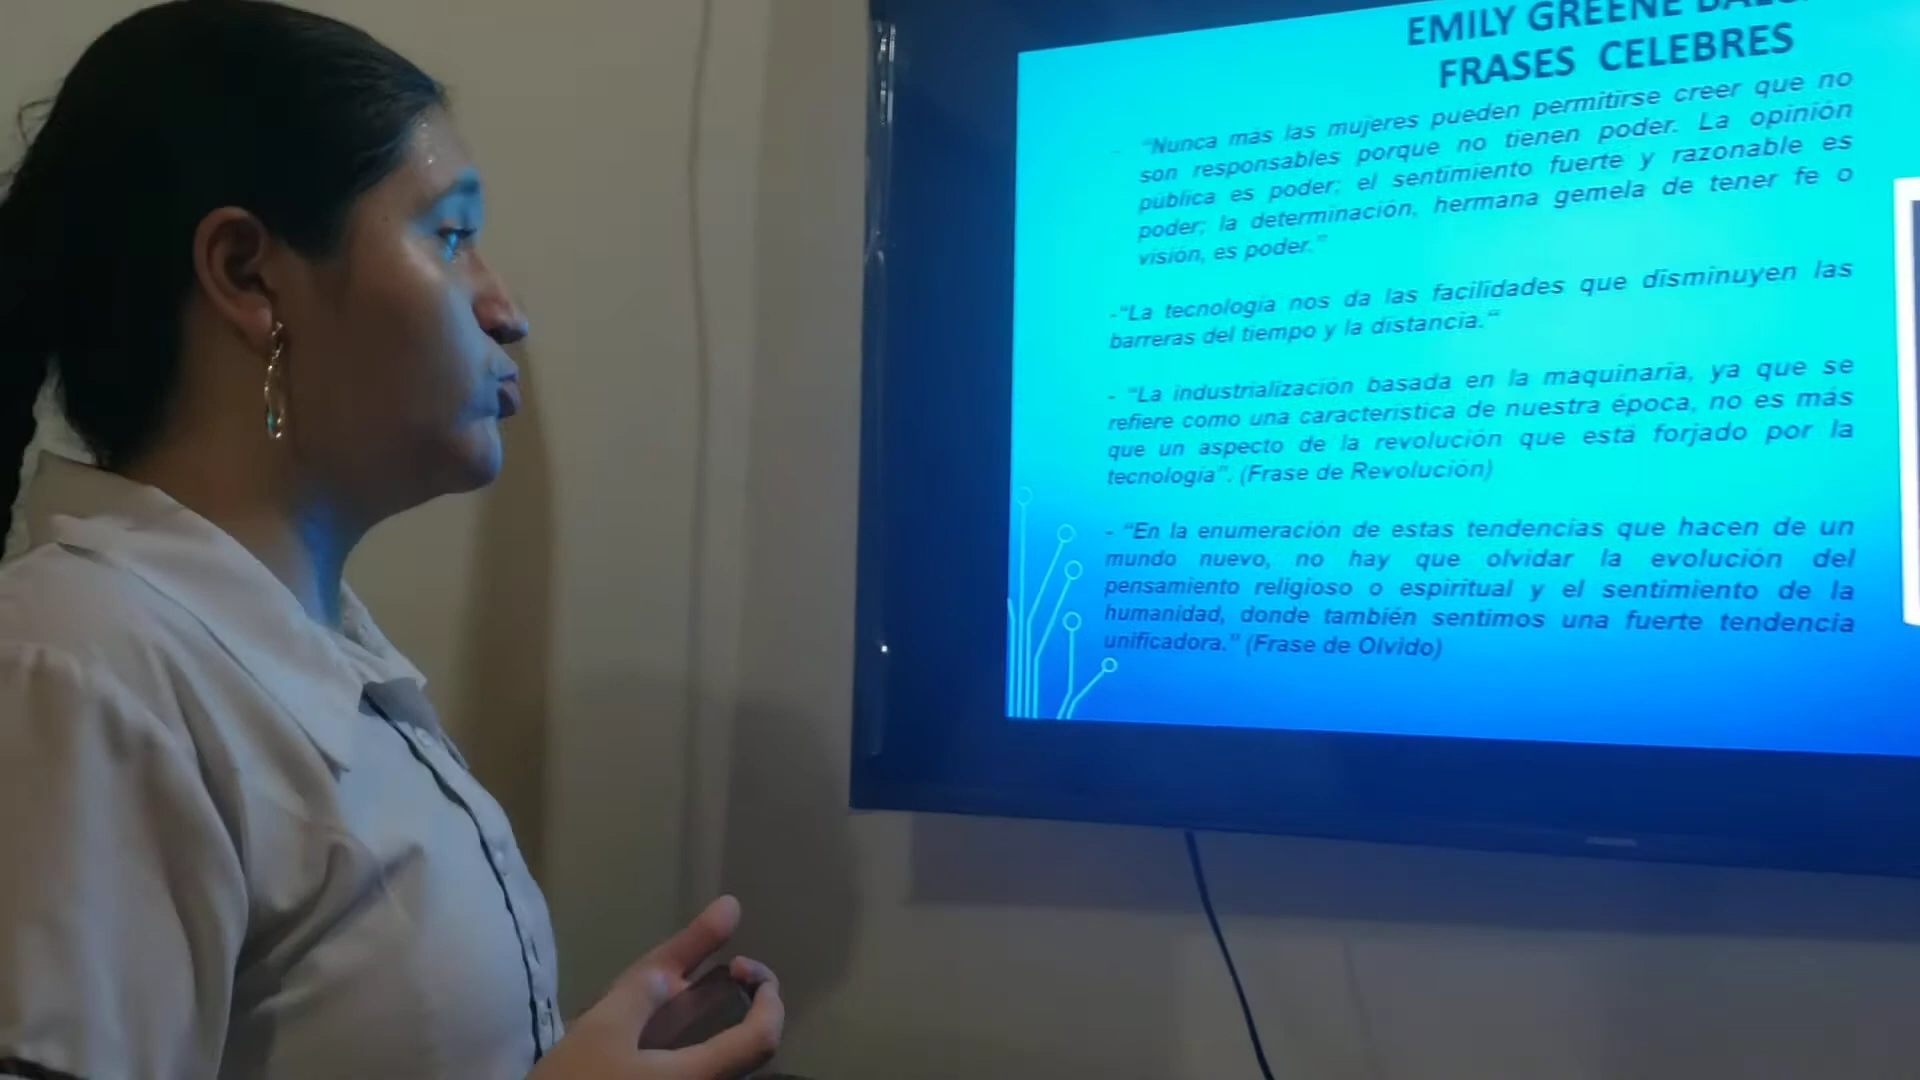 EMILY GREENE
FRASES CELEBRES
- "Nunca mas las mujeres pueden permitirse creer que no
son responsables porque no tienen poder. La opinión
pública es poder; el sentimiento fuerte y razonable es
poder; la determinación, hermana gemela de tener fe o
visión, es poder."
-"La tecnología nos da las facilidades que disminuyen las
barreras del tiempo y la distancia."
- "La industrialización basada en la maquinaría, ya que se
refiere como una característica de nuestra época, no es más
que un aspecto de la revolución que está forjado por la
tecnología". (Frase de Revolución)
- "En la enumeración de estas tendencias que hacen de un
mundo nuevo, no hay que olvidar la evolución del
pensamiento religioso o espiritual y el sentimiento de la
humanidad, donde también sentimos una fuerte tendencia
unificadora." (Frase de Olvido)